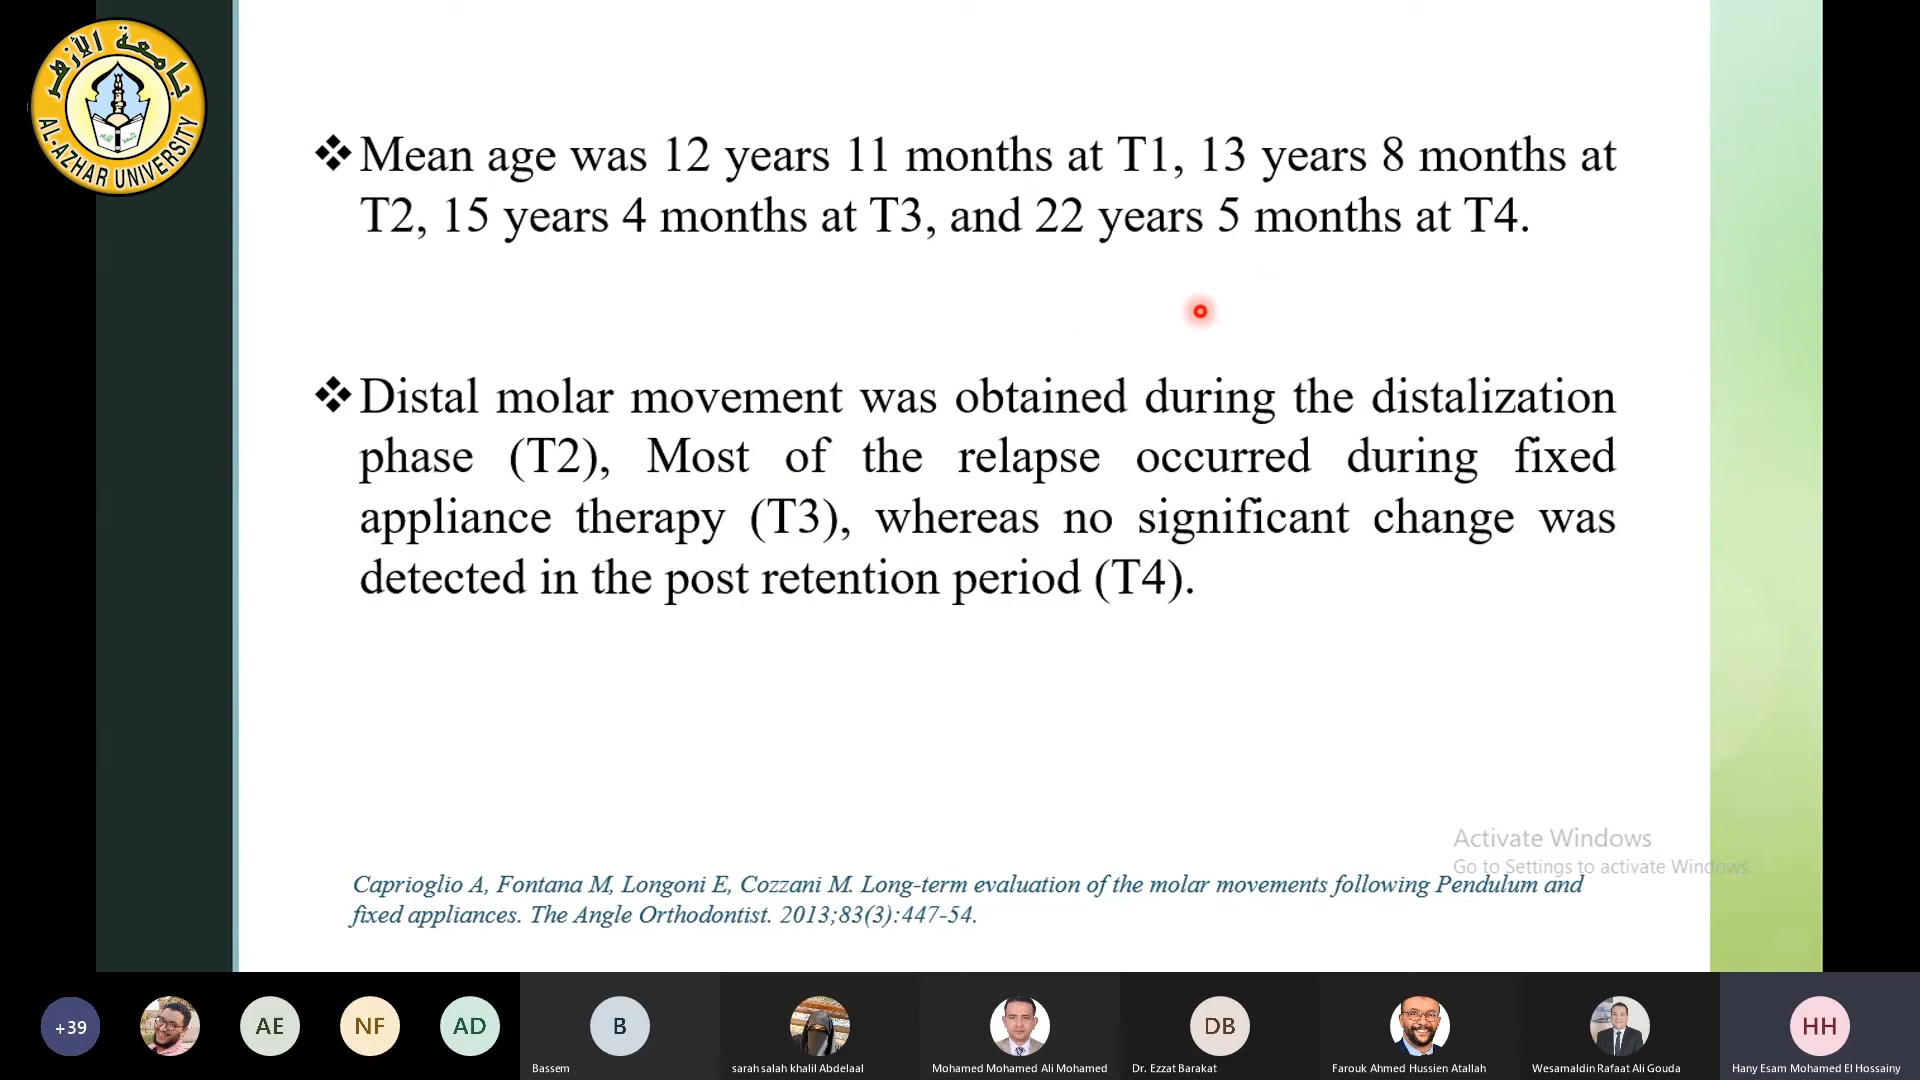 جامعة الأزهر
AL-AZHAR UNIVERSITY
❖Mean age was 12 years 11 months at T1, 13 years 8 months at
T2, 15 years 4 months at T3, and 22 years 5 months at T4.
❖Distal molar movement was obtained during the distalization
phase (T2), Most of the relapse occurred during fixed
appliance therapy (T3), whereas no significant change was
detected in the post retention period (T4).
Activate Windows
Go to Settings to activate Windows.
Caprioglio A, Fontana M, Longoni E, Cozzani M. Long-term evaluation of the molar movements following Pendulum and
fixed appliances. The Angle Orthodontist. 2013;83(3):447-54.
+39
AE
NF
AD
B
DB
HH
Bassem
sarah salah khalil Abdelaal
Mohamed Mohamed Ali Mohamed
Dr. Ezzat Barakat
Farouk Ahmed Hussien Atallah
Wesamaldin Rafaat Ali Gouda
Hany Esam Mohamed El Hossainy